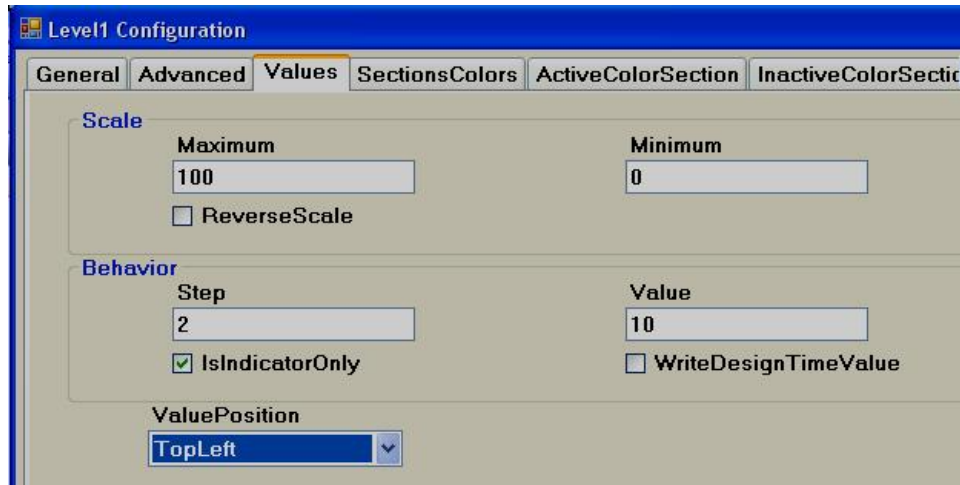 Level1 Configuration
General Advanced Values SectionsColors ActiveColorSection
Scale
Maximum Minimum
100 0
ReverseScale
Behavior
Step Value
2 10
IsIndicatorOnly WriteDesignTimeValue
ValuePosition
TopLeft